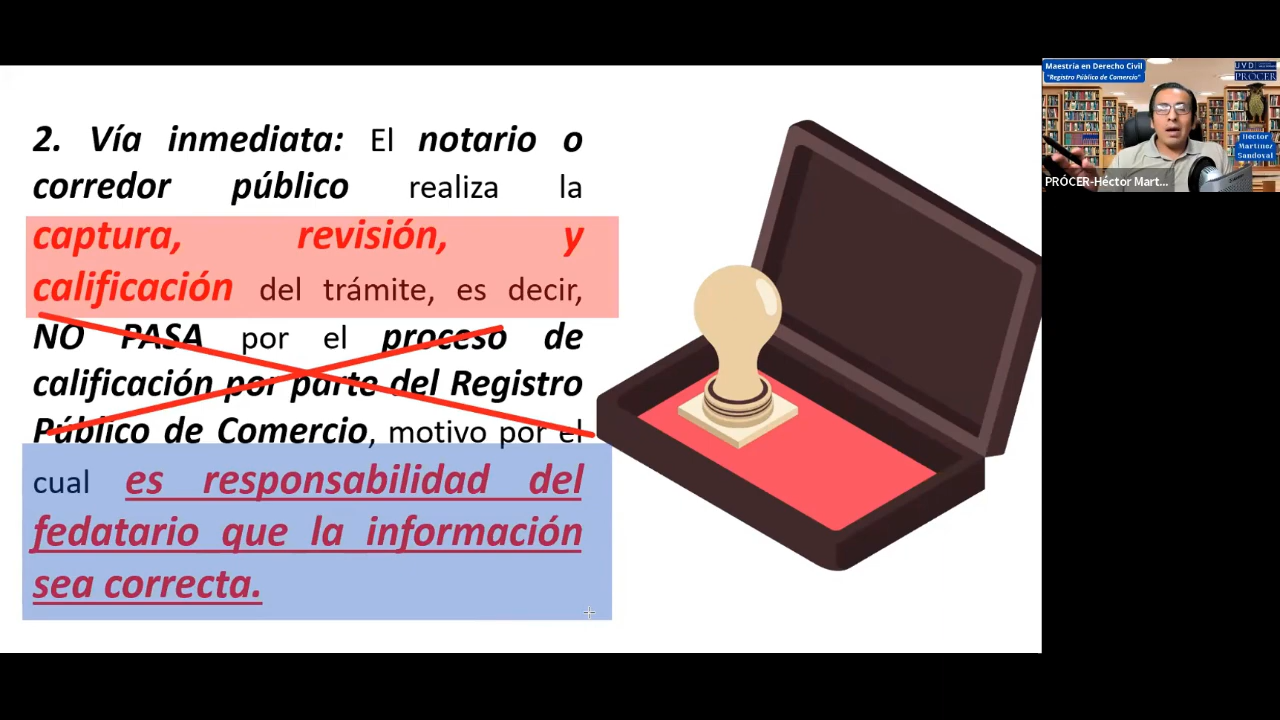 2. Vía inmediata: El notario o
corredor público realiza la
captura, revisión, y
calificación del trámite, es decir,
NO PASA por el proceso de
calificación por parte del Registro
Público de Comercio, motivo por el
cual es responsabilidad del
fedatario que la información
sea correcta.
Maestría en Derecho Civil
"Registro Público de Comercio"
UVD
PRÓCER
Héctor
Martínez
Sandoval
PRÓCER-Héctor Mart...